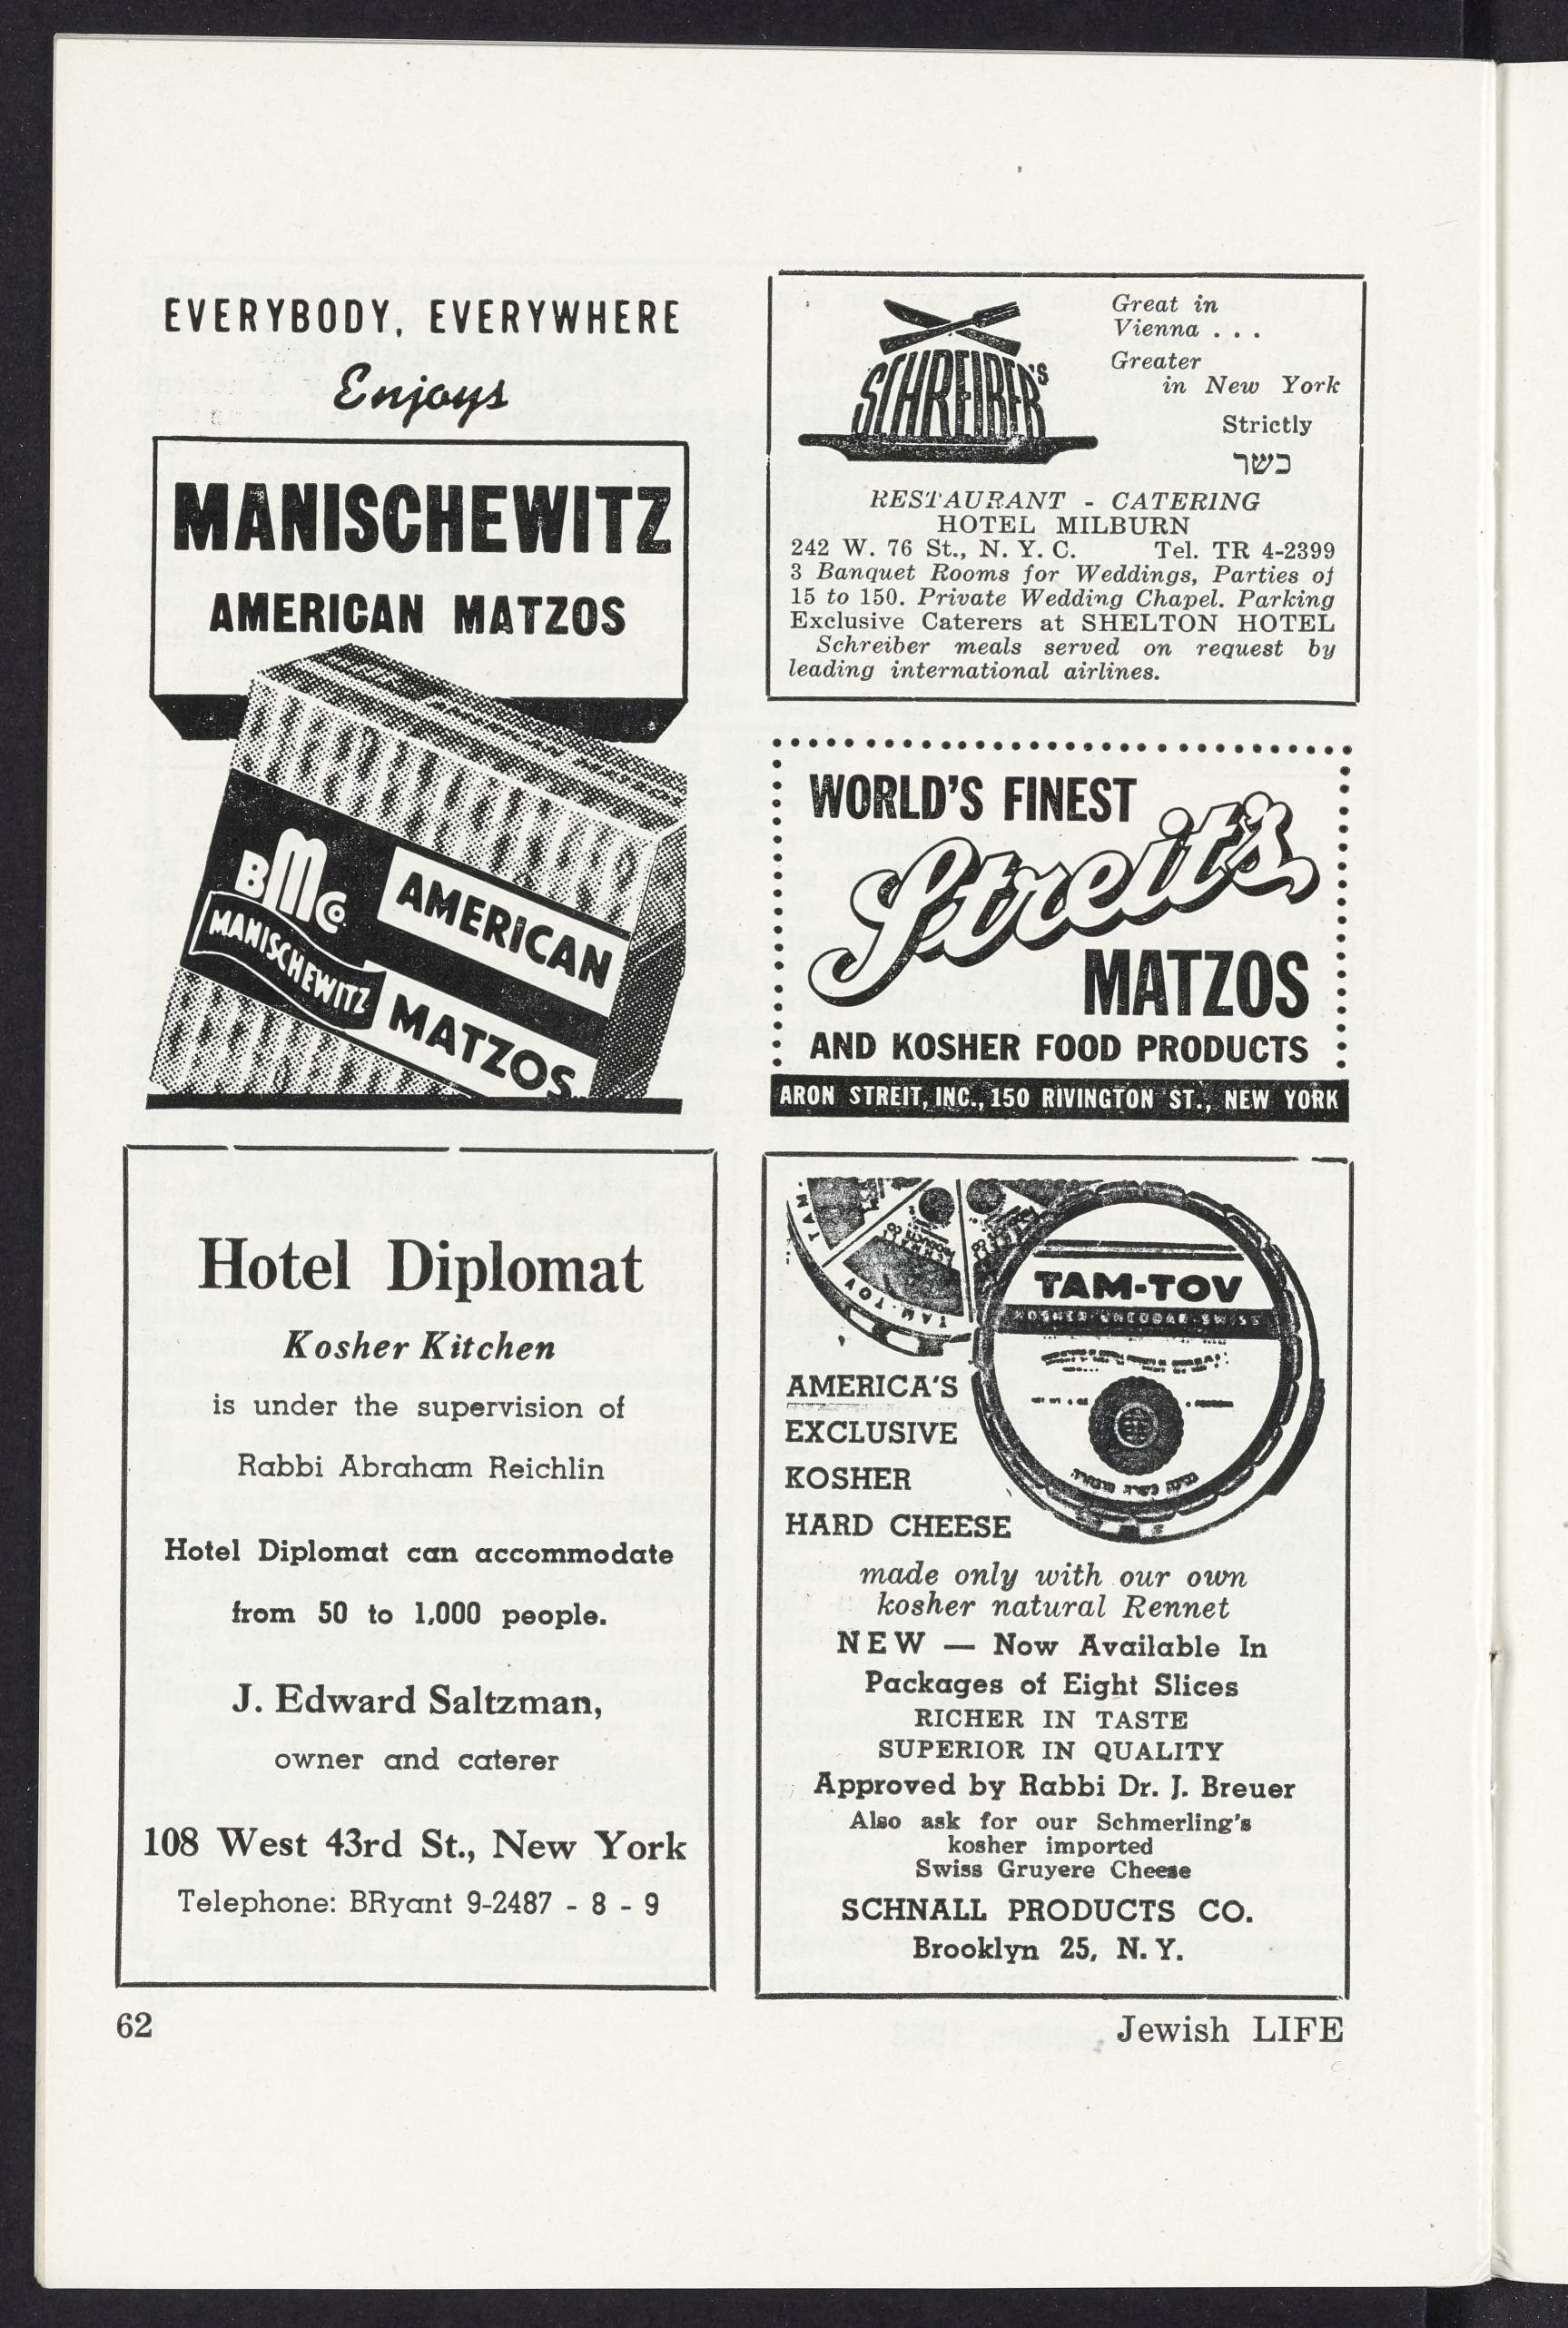 EVERYBODY, EVERYWHERE
Enjoys
MANISCHEWITZ
AMERICAN MATZOS
AMERICAN MATZOS
B M Co.
MANISCHEWITZ
AMERICAN
MATZOS
SCHREIBER'S
Great in
Vienna . . .
Greater
in New York
Strictly
כשר
RESTAURANT - CATERING
HOTEL MILBURN
242 W. 76 St., N. Y. C. Tel. TR 4-2399
3 Banquet Rooms for Weddings, Parties of
15 to 150. Private Wedding Chapel. Parking
Exclusive Caterers at SHELTON HOTEL
Schreiber meals served on request by
leading international airlines.
WORLD'S FINEST
Streit's
MATZOS
AND KOSHER FOOD PRODUCTS
ARON STREIT, INC., 150 RIVINGTON ST., NEW YORK
Hotel Diplomat
Kosher Kitchen
is under the supervision of
Rabbi Abraham Reichlin
Hotel Diplomat can accommodate
from 50 to 1,000 people.
J. Edward Saltzman,
owner and caterer
108 West 43rd St., New York
Telephone: BRyant 9-2487 - 8 - 9
TAM
TAM-TOV
TAM-TOV
AMERICA'S
EXCLUSIVE
KOSHER
HARD CHEESE
made only with our own
kosher natural Rennet
NEW — Now Available In
Packages of Eight Slices
RICHER IN TASTE
SUPERIOR IN QUALITY
Approved by Rabbi Dr. J. Breuer
Also ask for our Schmerling's
kosher imported
Swiss Gruyere Cheese
SCHNALL PRODUCTS CO.
Brooklyn 25, N. Y.
62
Jewish LIFE